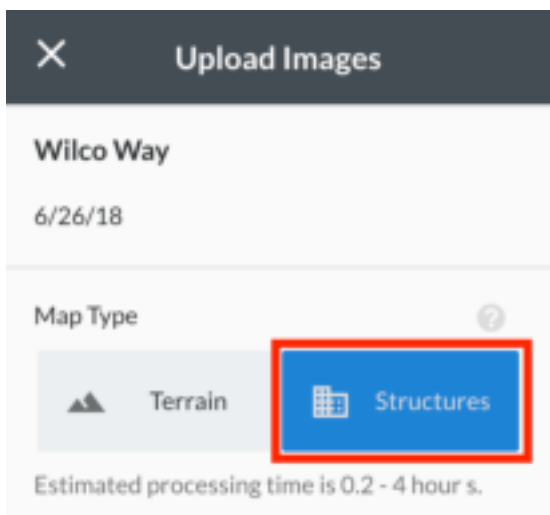 Upload Images
Wilco Way
6/26/18
Map Type
Terrain Structures
Estimated processing time is 0.2 - 4 hour s.